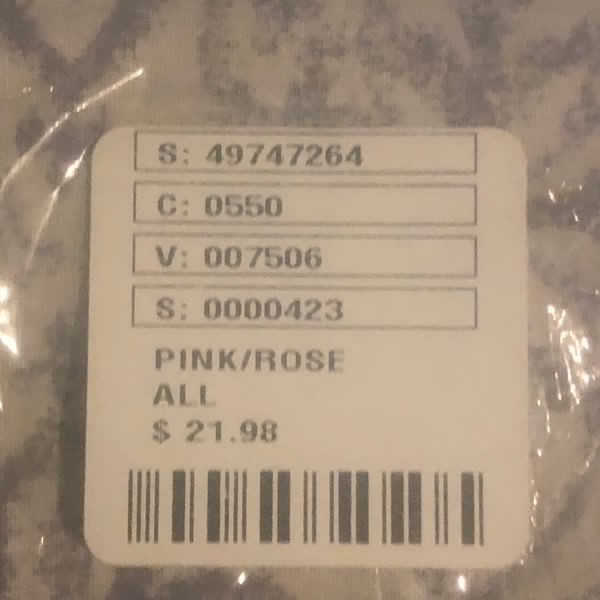 S: 49747264
C: 0550
V: 007506
S: 0000423
PINK/ROSE
ALL
$ 21.98